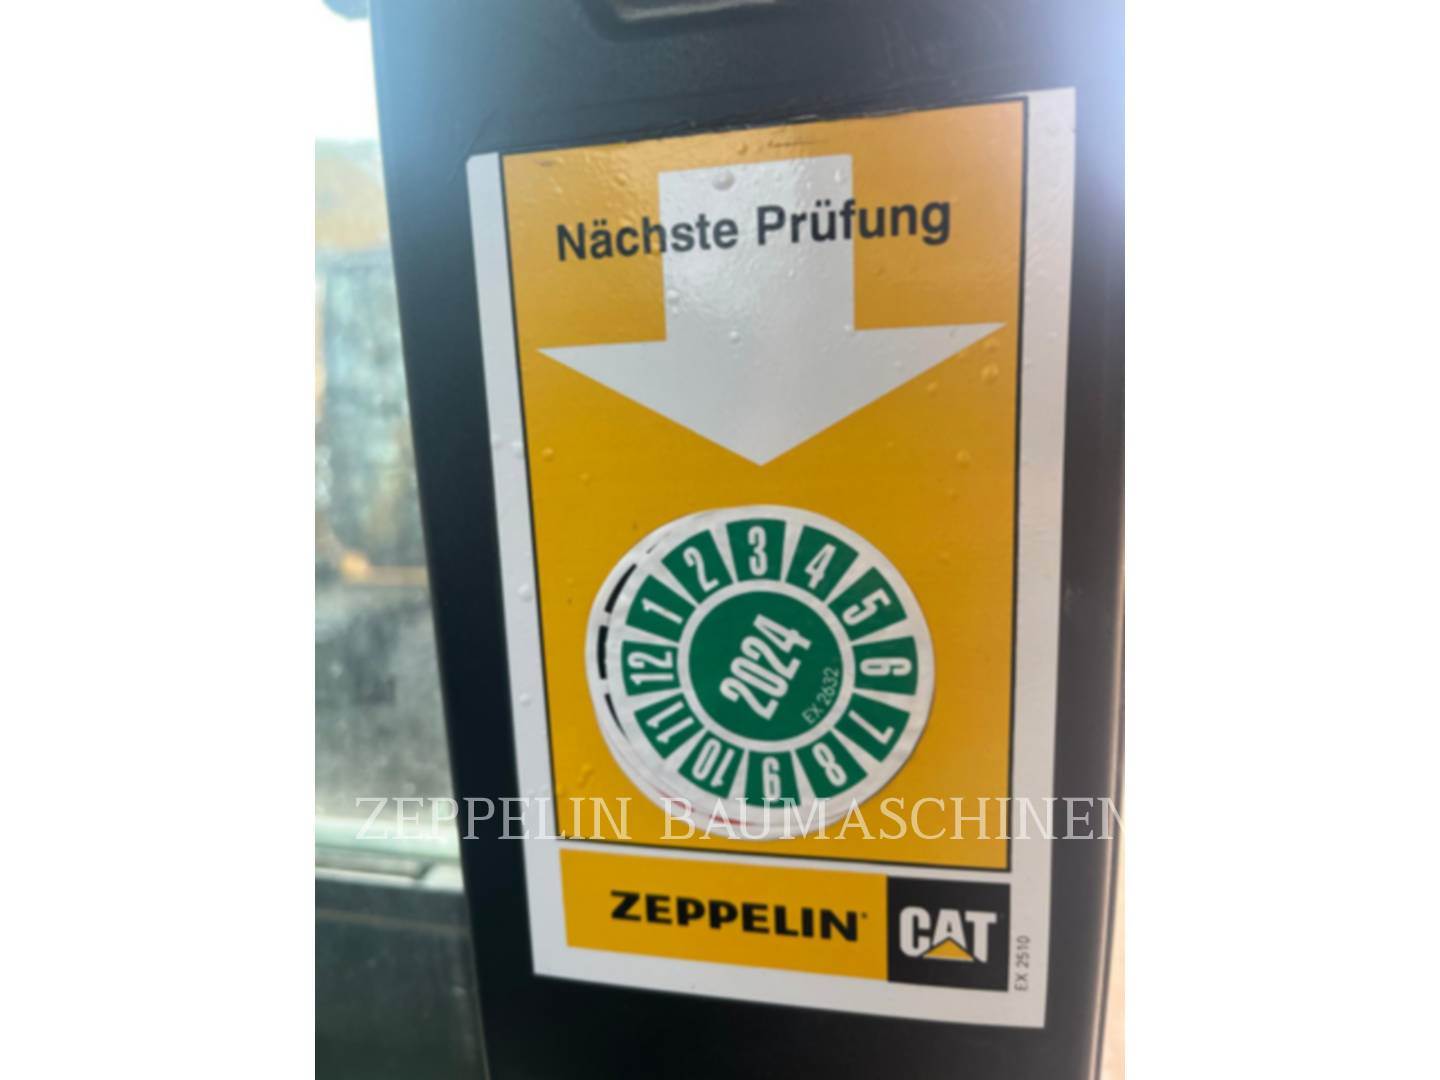 Nächste Prüfung
1 2 3 4 5 6 7 8 9 10 11 12
2024
EX 2632
ZEPPELIN BAUMASCHINEN
ZEPPELIN CAT
EX 2510